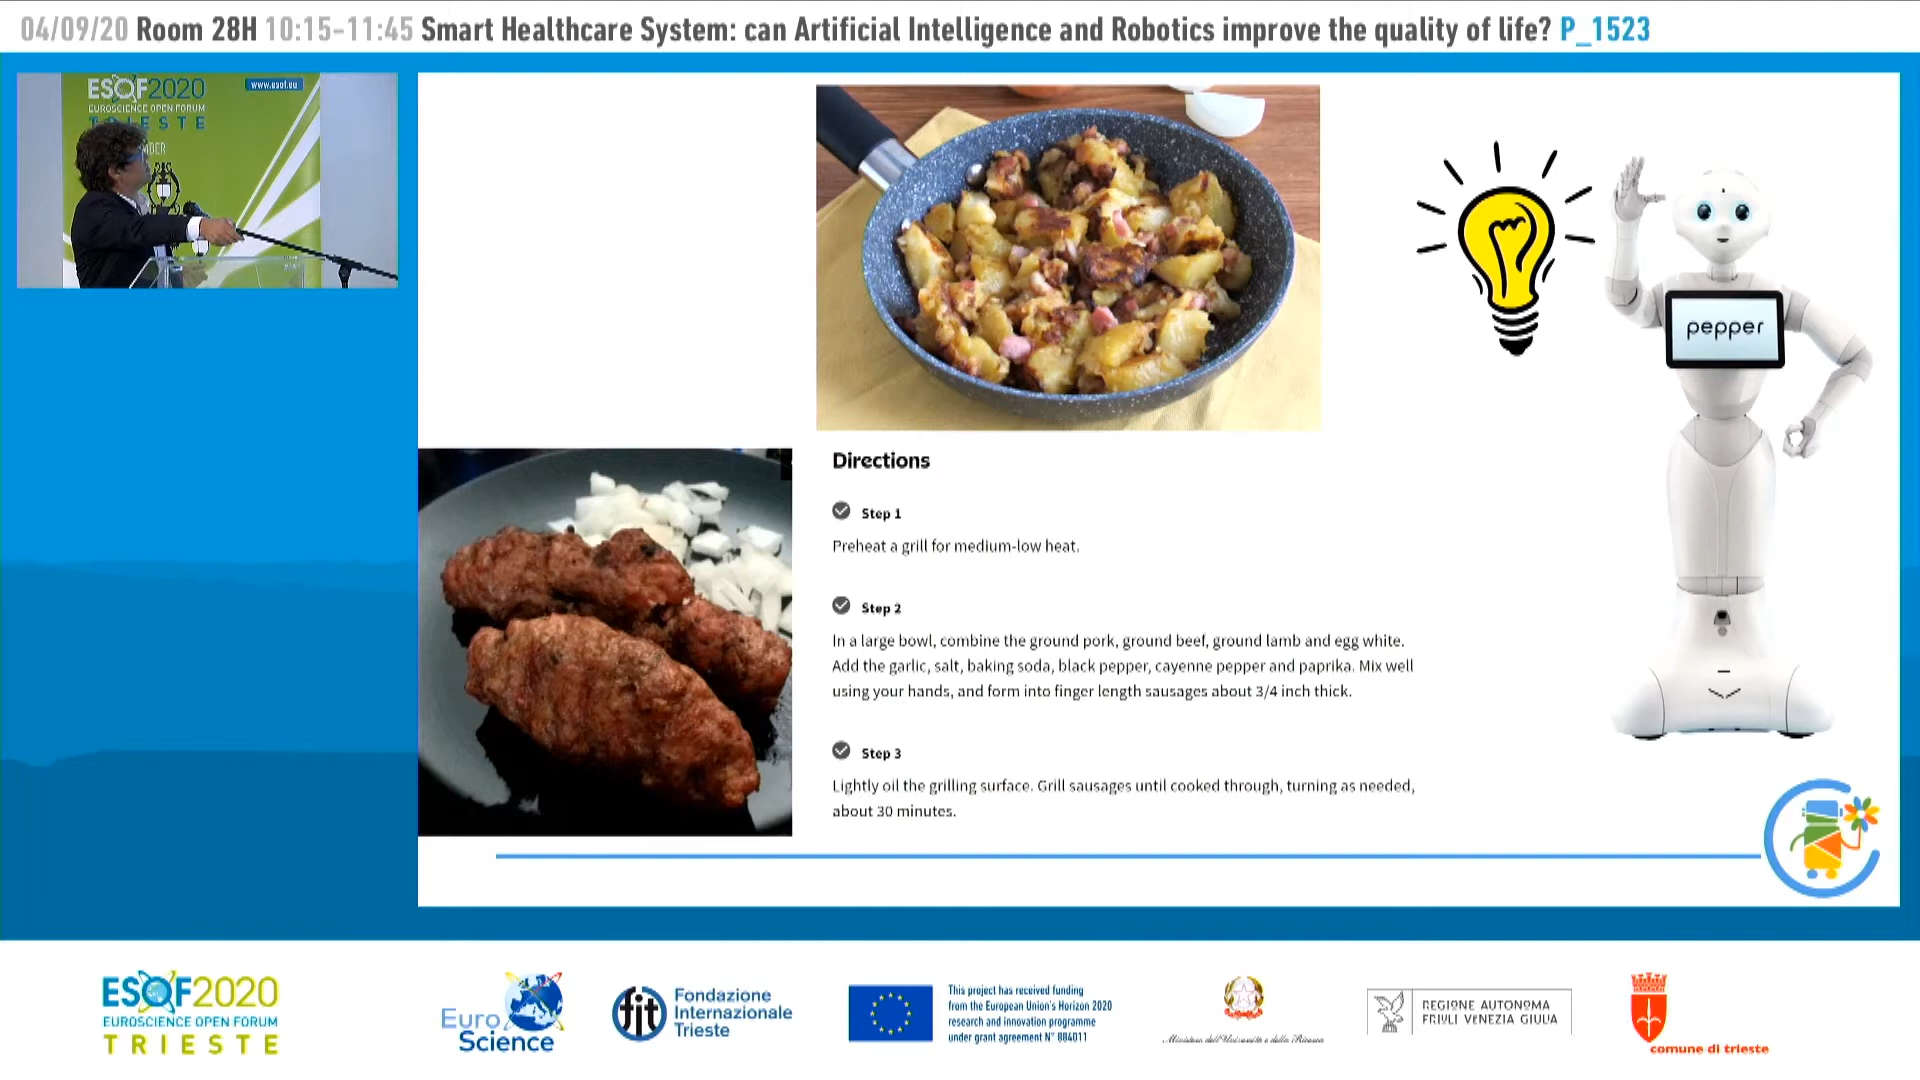 04/09/20 Room 28H 10:15-11:45 Smart Healthcare System: can Artificial Intelligence and Robotics improve the quality of life? P_1523
ESOF2020
EUROSCIENCE OPEN FORUM
TRIESTE
www.esof.eu
pepper
Directions
Step 1
Preheat a grill for medium-low heat.
Step 2
In a large bowl, combine the ground pork, ground beef, ground lamb and egg white.
Add the garlic, salt, baking soda, black pepper, cayenne pepper and paprika. Mix well
using your hands, and form into finger length sausages about 3/4 inch thick.
Step 3
Lightly oil the grilling surface. Grill sausages until cooked through, turning as needed,
about 30 minutes.
ESOF2020
EUROSCIENCE OPEN FORUM
TRIESTE
Euro
Science
fit
Fondazione
Internazionale
Trieste
This project has received funding
from the European Union's Horizon 2020
research and innovation programme
under grant agreement N° 884011
Ministero dell'Università e della Ricerca
REGIONE AUTONOMA
FRIULI VENEZIA GIULIA
comune di trieste